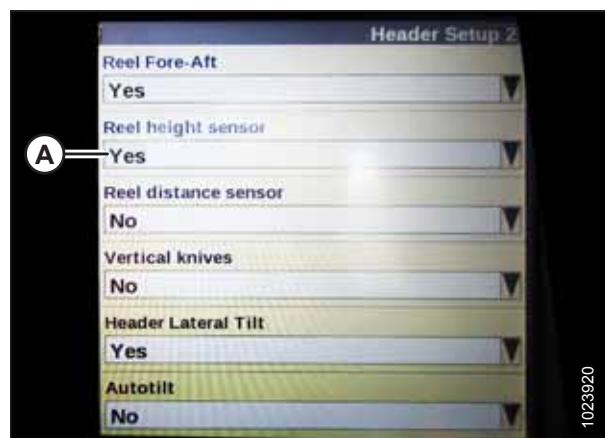 Header Setup 2
Reel Fore-Aft
Yes
Reel height sensor
A
Yes
Reel distance sensor
No
Vertical knives
No
Header Lateral Tilt
Yes
Autotilt
No
1023920